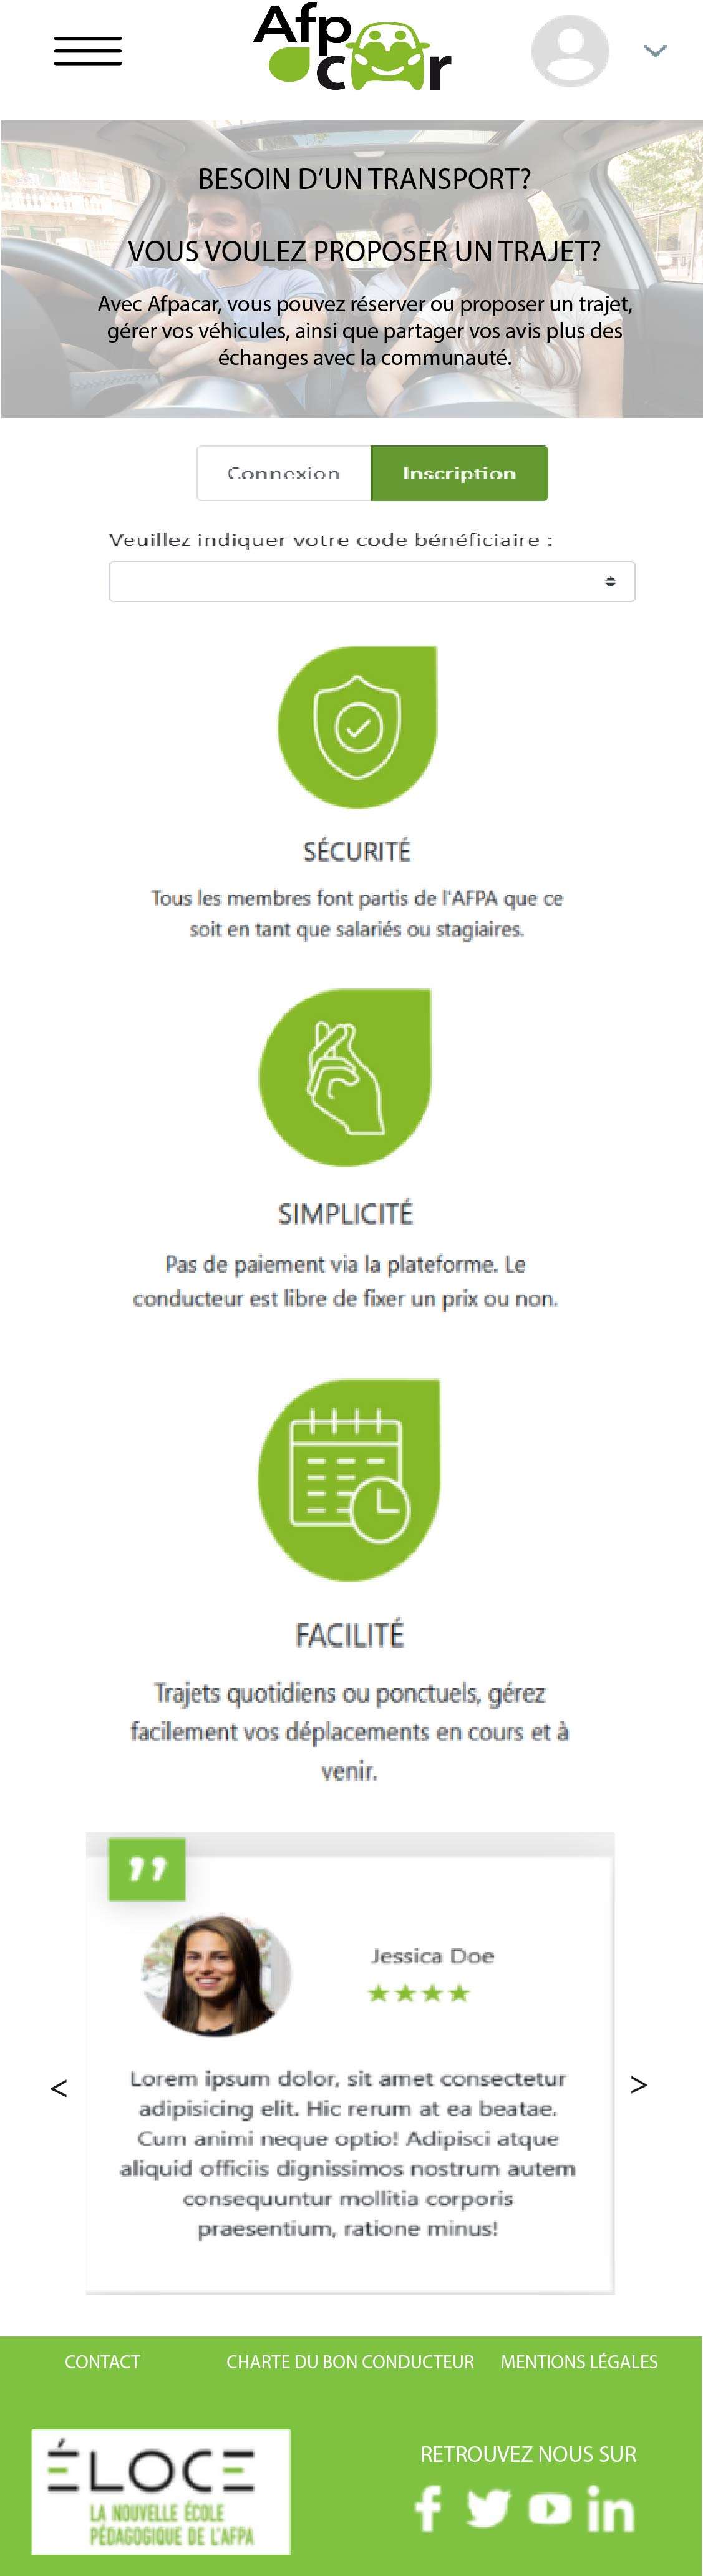 Afp
car
BESOIN D'UN TRANSPORT?
VOUS VOULEZ PROPOSER UN TRAJET?
Avec Afpacar, vous pouvez réserver ou proposer un trajet,
gérer vos véhicules, ainsi que partager vos avis plus des
échanges avec la communauté.
Connexion
Inscription
Veuillez indiquer votre code bénéficiaire :
SÉCURITÉ
Tous les membres font partis de l'AFPA que ce
soit en tant que salariés ou stagiaires.
SIMPLICITÉ
Pas de paiement via la plateforme. Le
conducteur est libre de fixer un prix ou non.
FACILITÉ
Trajets quotidiens ou ponctuels, gérez
facilement vos déplacements en cours et à
venir.
Jessica Doe
★★★★
< >
Lorem ipsum dolor, sit amet consectetur
adipisicing elit. Hic rerum at ea beatae.
Cum animi neque optio! Adipisci atque
aliquid officiis dignissimos nostrum autem
consequuntur mollitia corporis
praesentium, ratione minus!
CONTACT
CHARTE DU BON CONDUCTEUR
MENTIONS LÉGALES
ÉLOCE
LA NOUVELLE ÉCOLE
PÉDAGOGIQUE DE L'AFPA
RETROUVEZ NOUS SUR